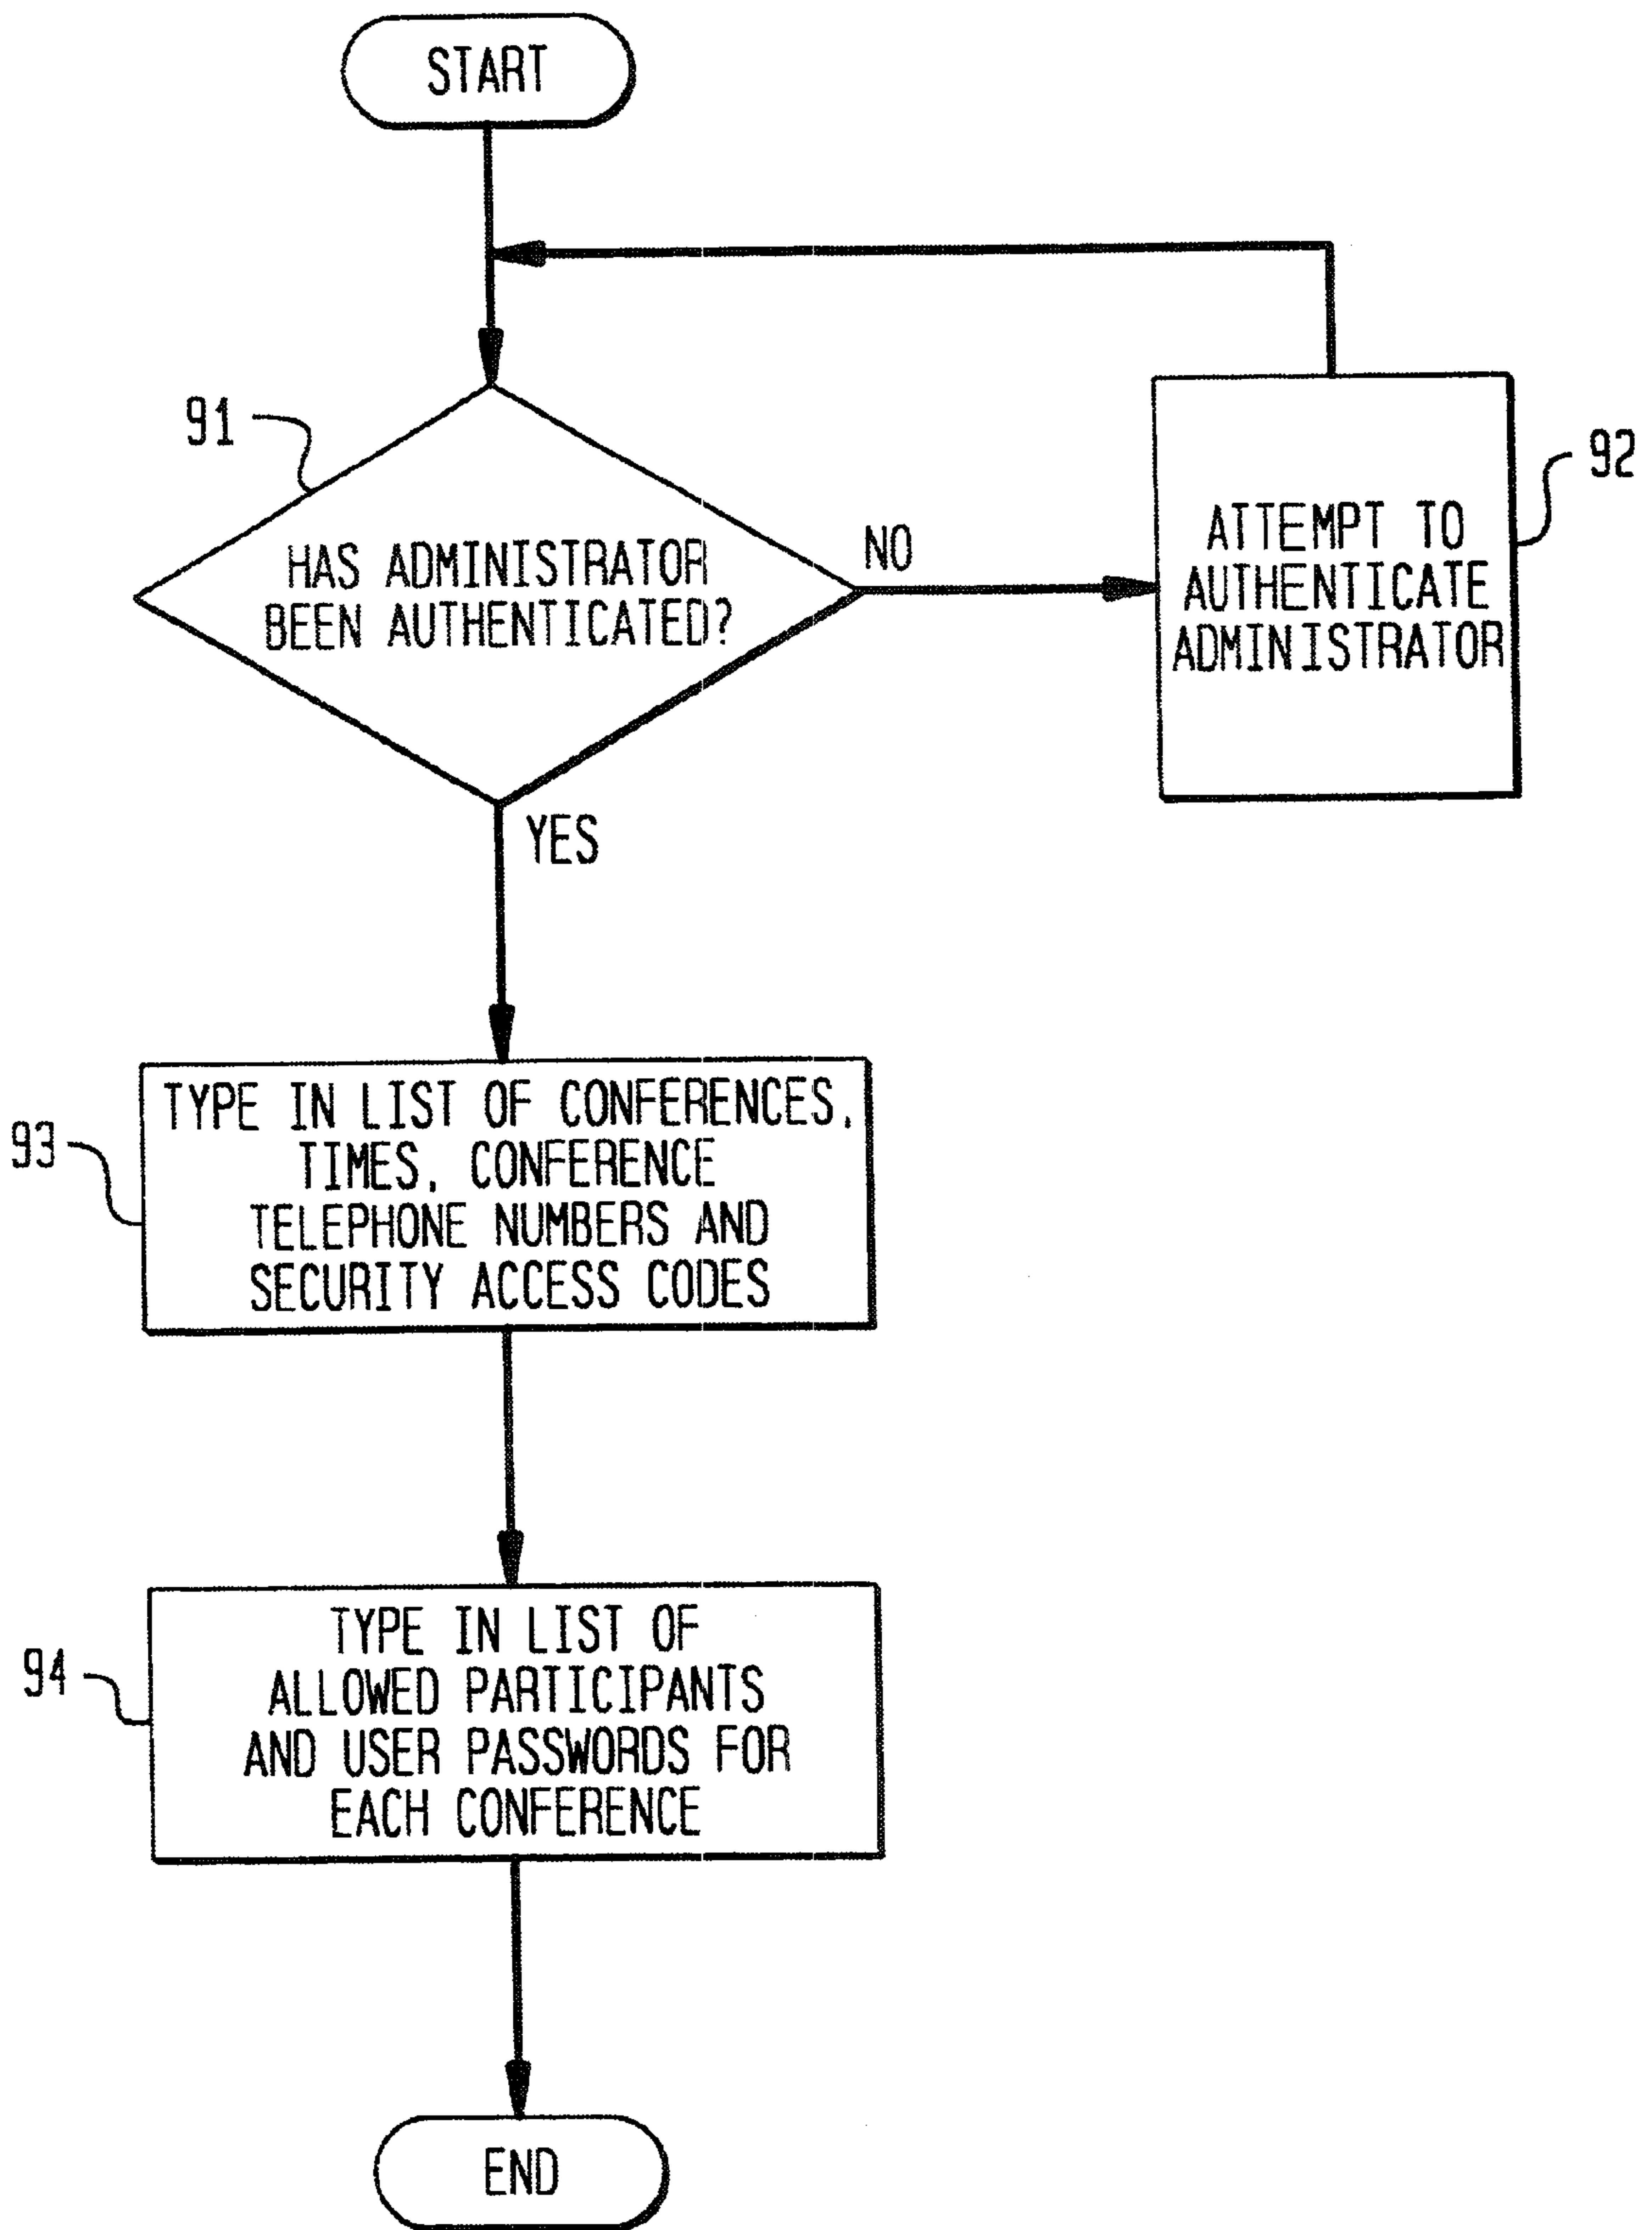 START
91
HAS ADMINISTRATOR
BEEN AUTHENTICATED?
NO
92
ATTEMPT TO
AUTHENTICATE
ADMINISTRATOR
YES
93
TYPE IN LIST OF CONFERENCES,
TIMES, CONFERENCE
TELEPHONE NUMBERS AND
SECURITY ACCESS CODES
94
TYPE IN LIST OF
ALLOWED PARTICIPANTS
AND USER PASSWORDS FOR
EACH CONFERENCE
END